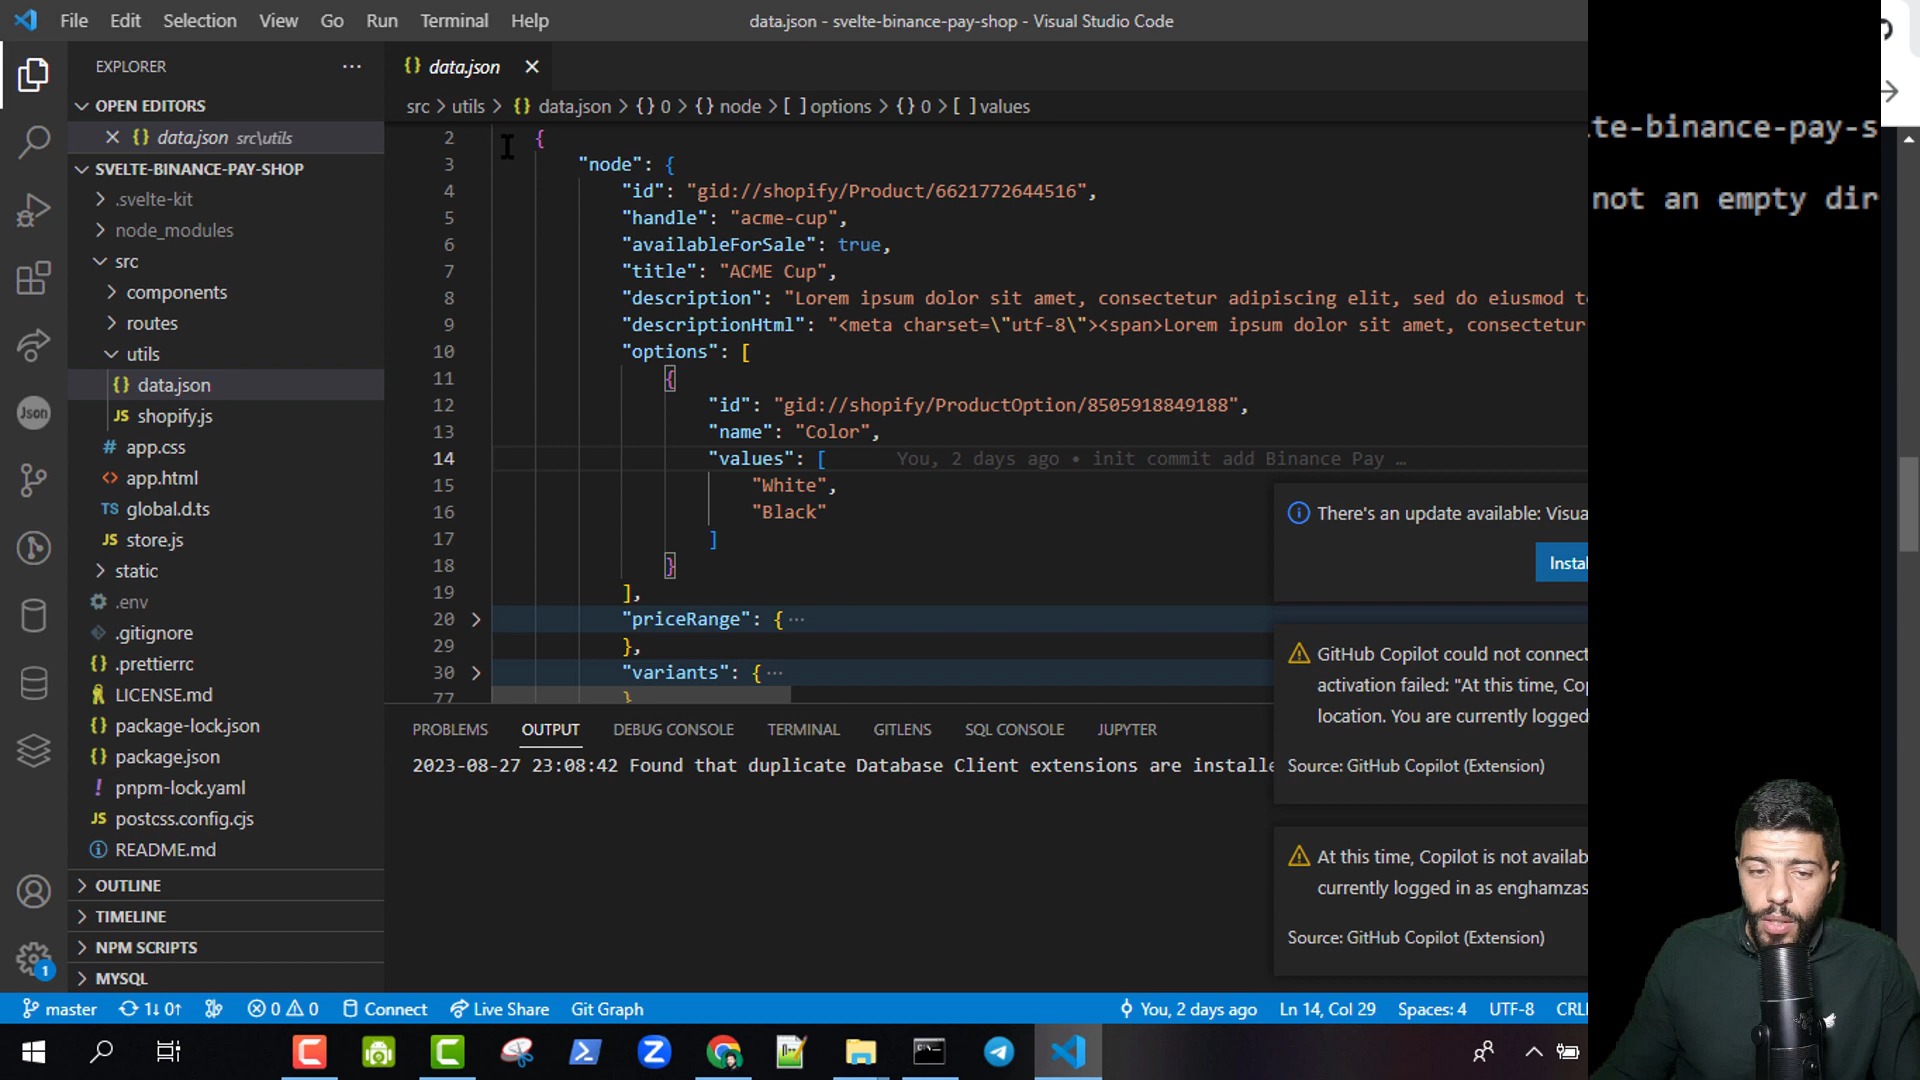 File Edit Selection View Go Run Terminal Help
data.json - svelte-binance-pay-shop - Visual Studio Code
EXPLORER
OPEN EDITORS
data.json src\utils
SVELTE-BINANCE-PAY-SHOP
.svelte-kit
node_modules
src
components
routes
utils
data.json
shopify.js
app.css
app.html
TS global.d.ts
JS store.js
static
.env
.gitignore
.prettierrc
LICENSE.md
package-lock.json
package.json
pnpm-lock.yaml
JS postcss.config.cjs
README.md
OUTLINE
TIMELINE
NPM SCRIPTS
MYSQL
data.json
src > utils > {} data.json > {} 0 > {} node > [ ] options > {} 0 > [ ] values
2 {
3 "node": {
4 "id": "gid://shopify/Product/6621772644516",
5 "handle": "acme-cup",
6 "availableForSale": true,
7 "title": "ACME Cup",
8 "description": "Lorem ipsum dolor sit amet, consectetur adipiscing elit, sed do eiusmod t
9 "descriptionHtml": "<meta charset=\"utf-8\"><span>Lorem ipsum dolor sit amet, consectetur
10 "options": [
11 {
12 "id": "gid://shopify/ProductOption/8505918849188",
13 "name": "Color",
14 "values": [ You, 2 days ago • init commit add Binance Pay …
15 "White",
16 "Black"
17 ]
18 }
19 ],
20 "priceRange": { ···
29 },
30 "variants": { ···
77 }
PROBLEMS OUTPUT DEBUG CONSOLE TERMINAL GITLENS SQL CONSOLE JUPYTER
2023-08-27 23:08:42 Found that duplicate Database Client extensions are installe
There's an update available: Visua
Instal
GitHub Copilot could not connect
activation failed: "At this time, Cop
location. You are currently logged
Source: GitHub Copilot (Extension)
At this time, Copilot is not availab
currently logged in as enghamzas
Source: GitHub Copilot (Extension)
lte-binance-pay-s
not an empty dir
Json
1
master 1↓ 0↑ 0 0 Connect Live Share Git Graph
You, 2 days ago Ln 14, Col 29 Spaces: 4 UTF-8 CRL